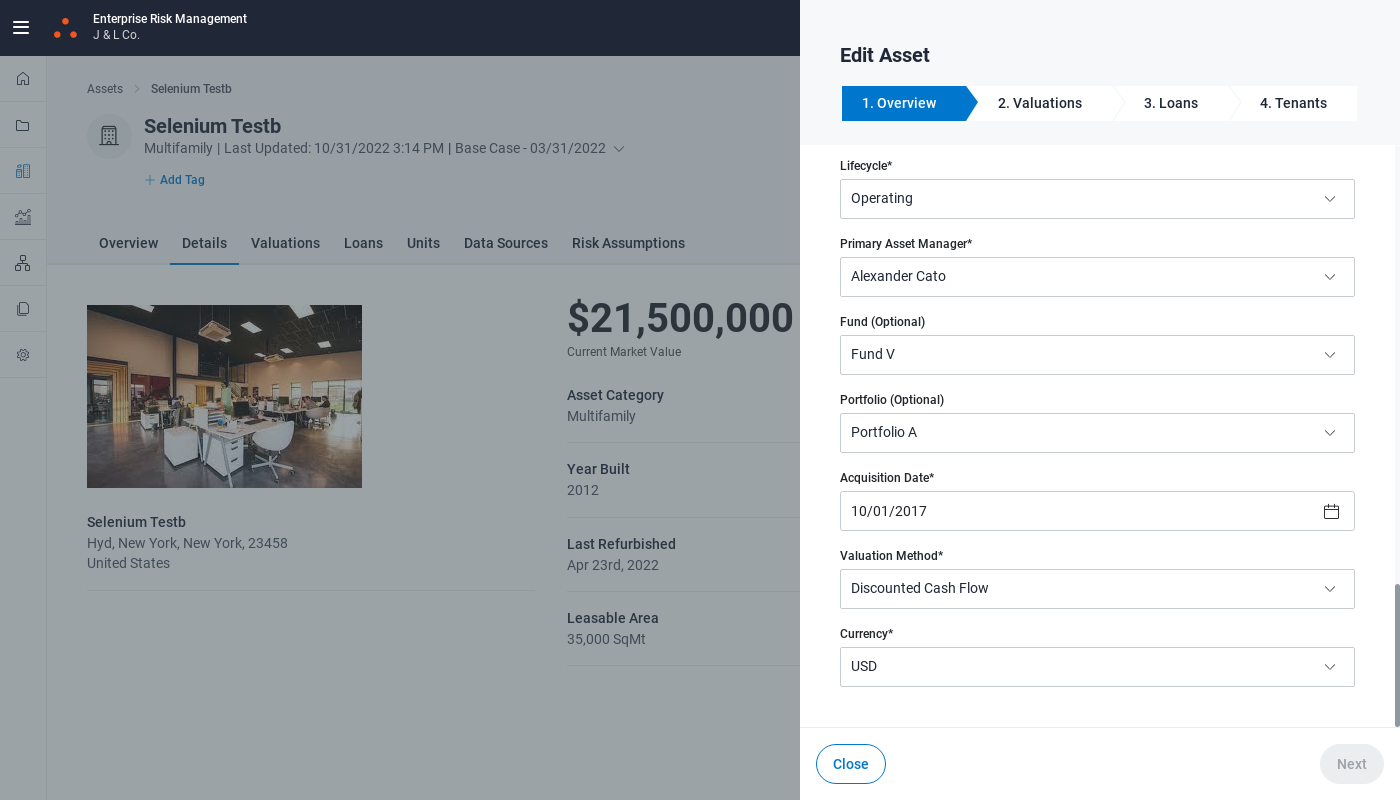 Enterprise Risk Management
J & L Co.
Assets
Selenium Testb
Selenium Testb
Multifamily | Last Updated: 10/31/2022 3:14 PM | Base Case - 03/31/2022
Add Tag
Overview
Details
Valuations
Loans
Units
Data Sources
Risk Assumptions
Selenium Testb
Hyd, New York, New York, 23458
United States
$21,500,000
Current Market Value
Asset Category
Multifamily
Year Built
2012
Last Refurbished
Apr 23rd, 2022
Leasable Area
35,000 SqMt
Edit Asset
1. Overview
2. Valuations
3. Loans
4. Tenants
Lifecycle*
Operating
Primary Asset Manager*
Alexander Cato
Fund (Optional)
Fund V
Portfolio (Optional)
Portfolio A
Acquisition Date*
10/01/2017
Valuation Method*
Discounted Cash Flow
Currency*
USD
Close
Next